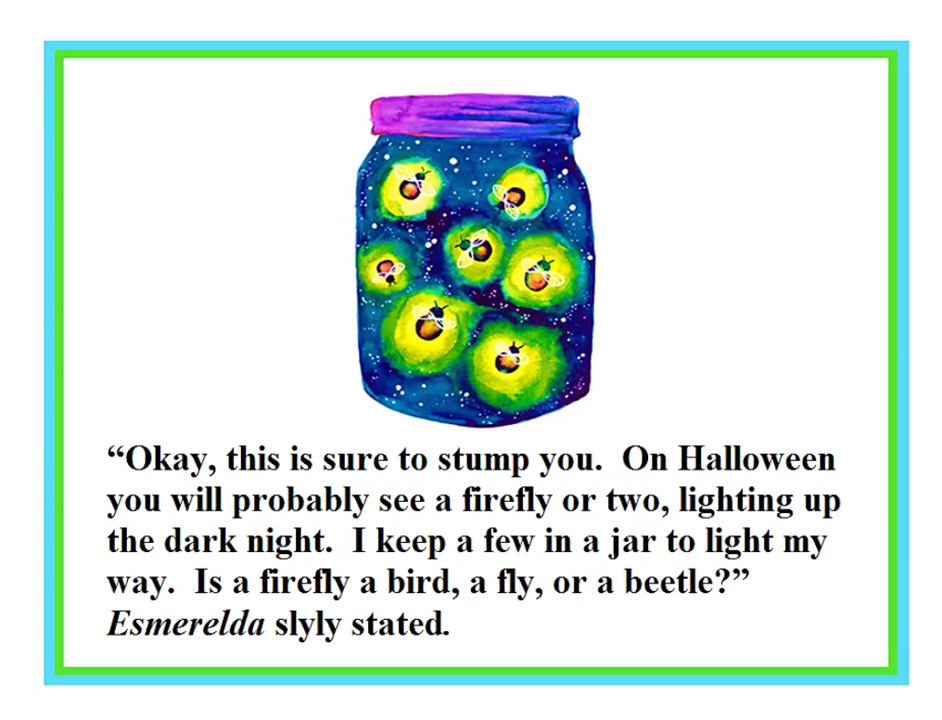 “Okay, this is sure to stump you.  On Halloween
you will probably see a firefly or two, lighting up
the dark night.  I keep a few in a jar to light my
way.  Is a firefly a bird, a fly, or a beetle?”
Esmerelda slyly stated.